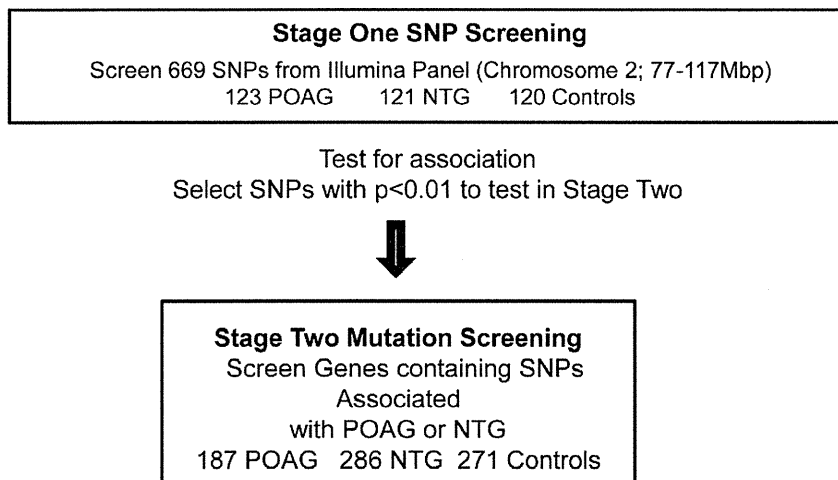 Stage One SNP Screening
Screen 669 SNPs from Illumina Panel (Chromosome 2; 77-117Mbp)
123 POAG 121 NTG 120 Controls
Test for association
Select SNPs with p<0.01 to test in Stage Two
Stage Two Mutation Screening
Screen Genes containing SNPs
Associated
with POAG or NTG
187 POAG 286 NTG 271 Controls